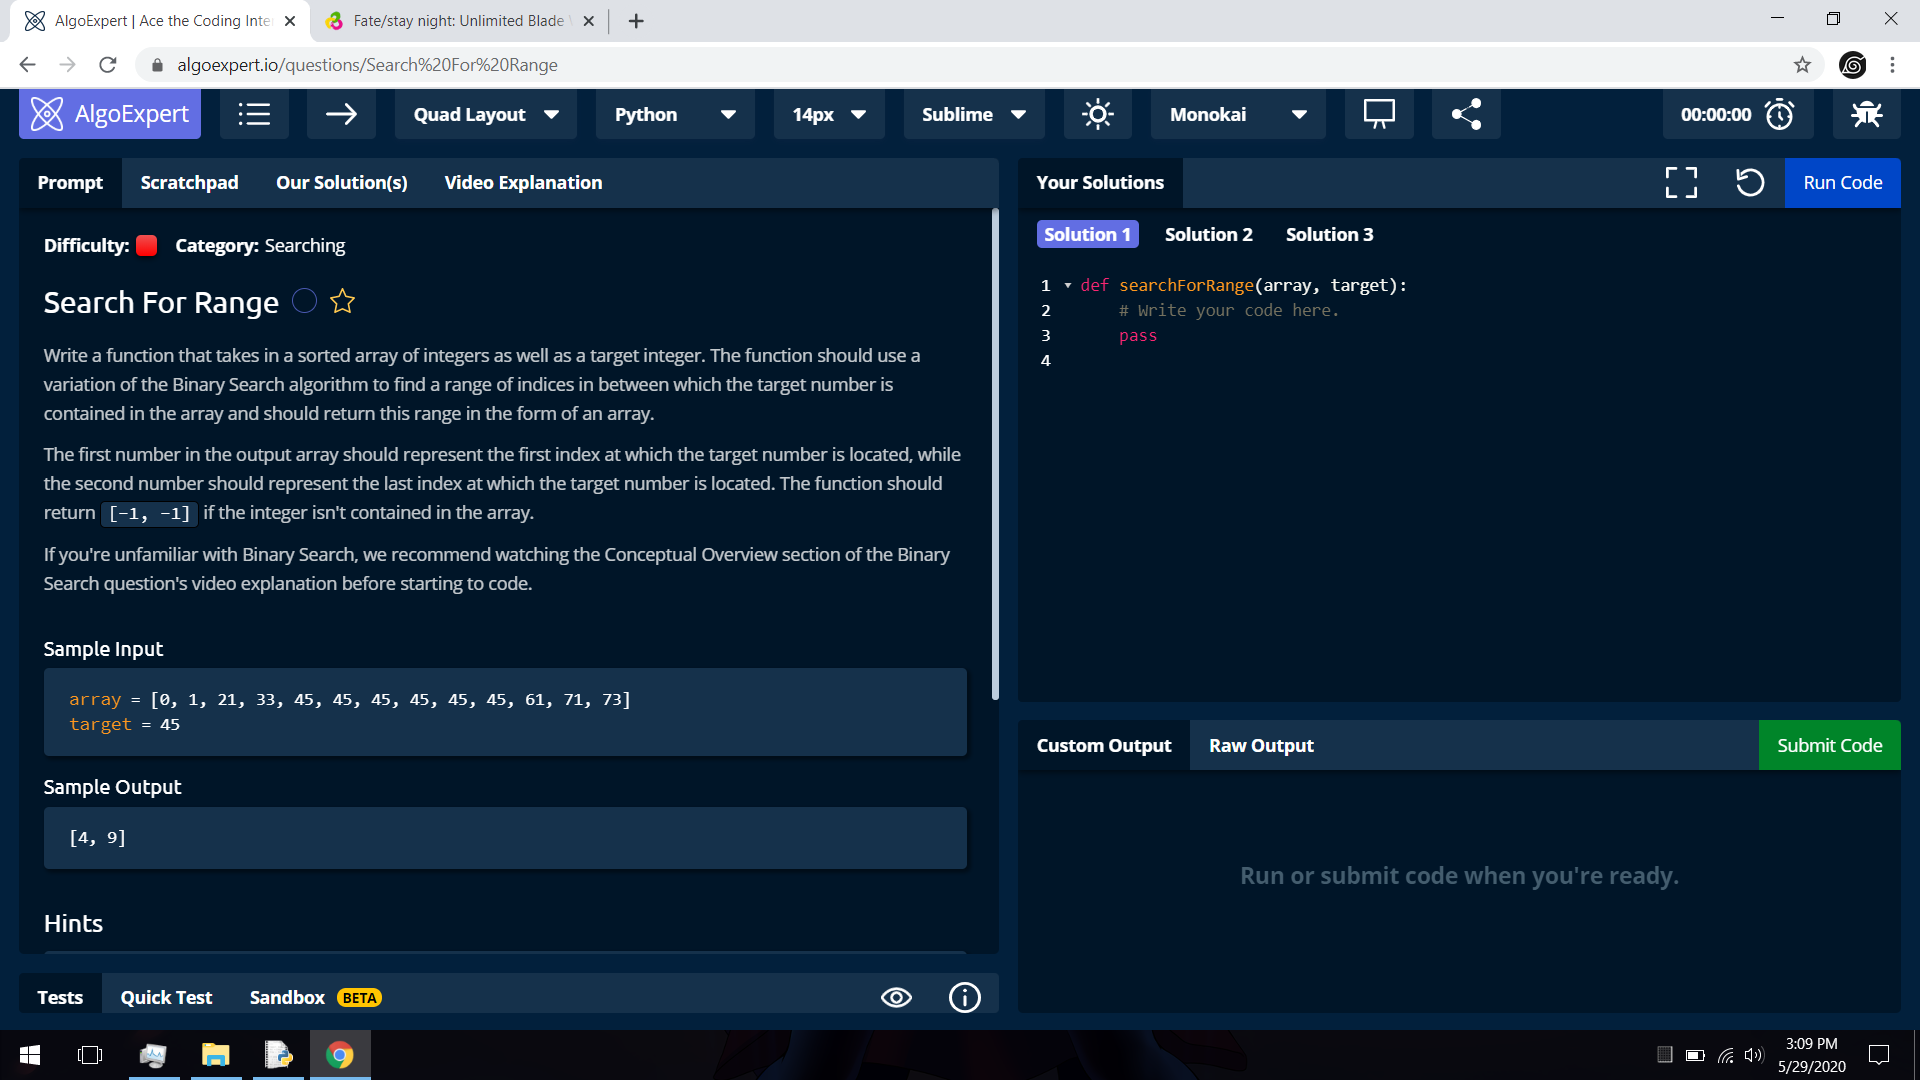 AlgoExpert | Ace the Coding Inte
Fate/stay night: Unlimited Blade
algoexpert.io/questions/Search%20For%20Range
AlgoExpert
Quad Layout
Python
14px
Sublime
Monokai
00:00:00
Prompt
Scratchpad
Our Solution(s)
Video Explanation
Difficulty:
Category: Searching
Search For Range
Write a function that takes in a sorted array of integers as well as a target integer. The function should use a
variation of the Binary Search algorithm to find a range of indices in between which the target number is
contained in the array and should return this range in the form of an array.
The first number in the output array should represent the first index at which the target number is located, while
the second number should represent the last index at which the target number is located. The function should
return [-1, -1] if the integer isn't contained in the array.
If you're unfamiliar with Binary Search, we recommend watching the Conceptual Overview section of the Binary
Search question's video explanation before starting to code.
Sample Input
array = [0, 1, 21, 33, 45, 45, 45, 45, 45, 45, 61, 71, 73]
target = 45
Sample Output
[4, 9]
Hints
Tests
Quick Test
Sandbox BETA
Your Solutions
Run Code
Solution 1
Solution 2
Solution 3
1 def searchForRange(array, target):
2 # Write your code here.
3 pass
4
Custom Output
Raw Output
Submit Code
Run or submit code when you're ready.
3:09 PM
5/29/2020